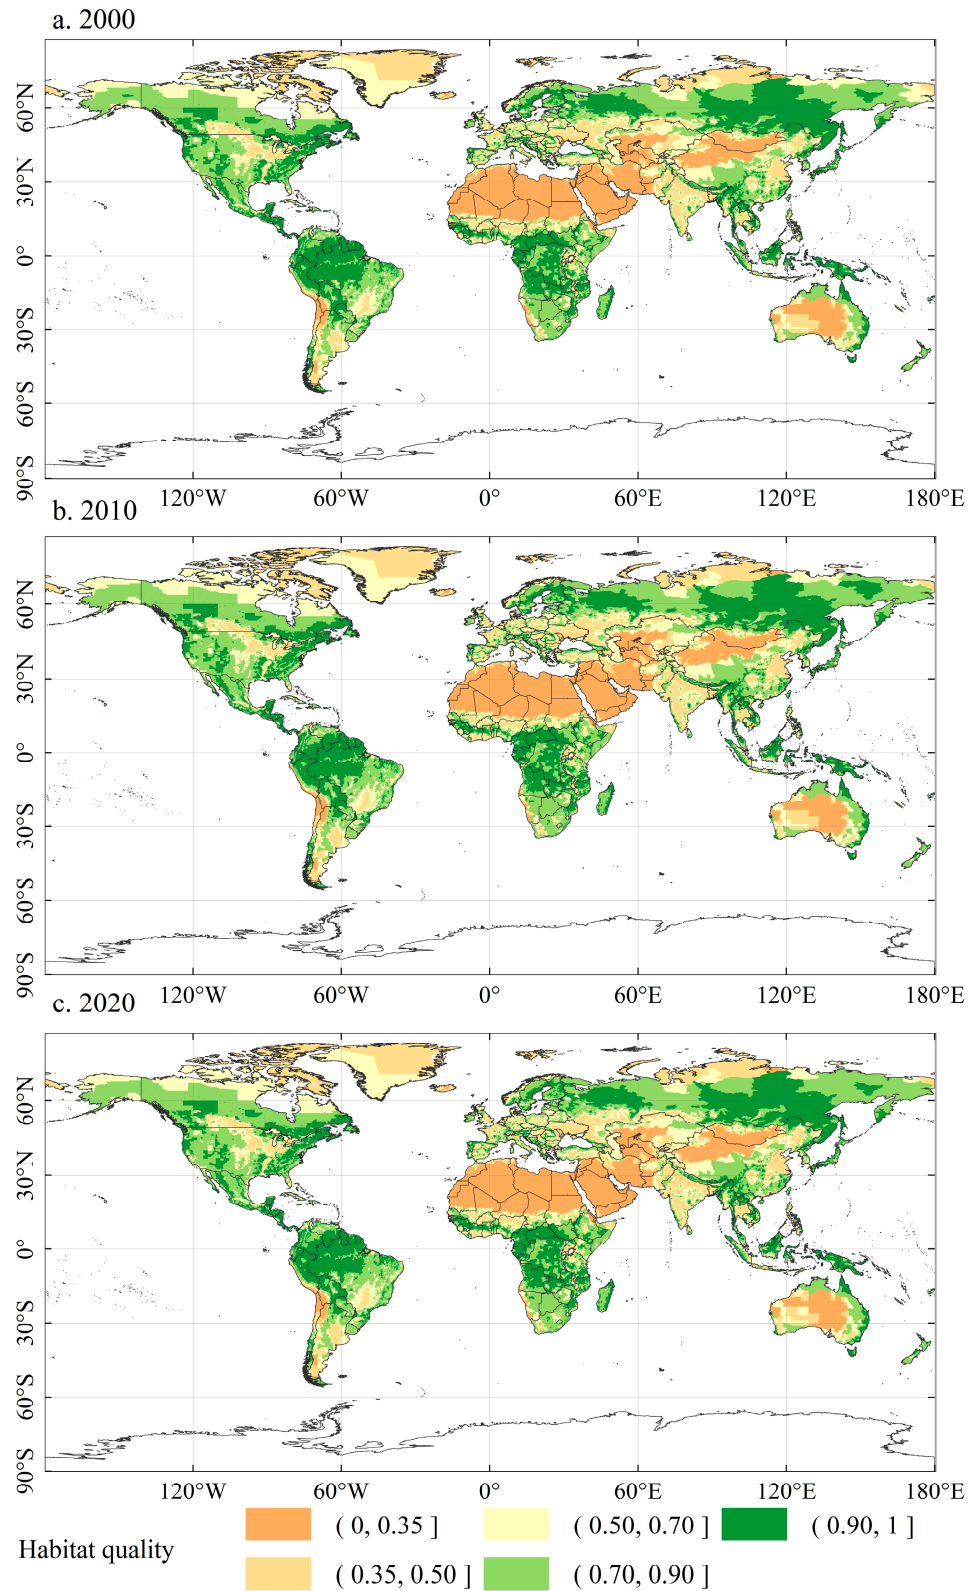 a. 2000
60°N
30°N
0°
30°S
60°S
90°S
120°W 60°W 0° 60°E 120°E 180°E
b. 2010
60°N
30°N
0°
30°S
60°S
90°S
120°W 60°W 0° 60°E 120°E 180°E
c. 2020
60°N
30°N
0°
30°S
60°S
90°S
120°W 60°W 0° 60°E 120°E 180°E
Habitat quality
( 0, 0.35 ] ( 0.50, 0.70 ] ( 0.90, 1 ]
( 0.35, 0.50 ] ( 0.70, 0.90 ]